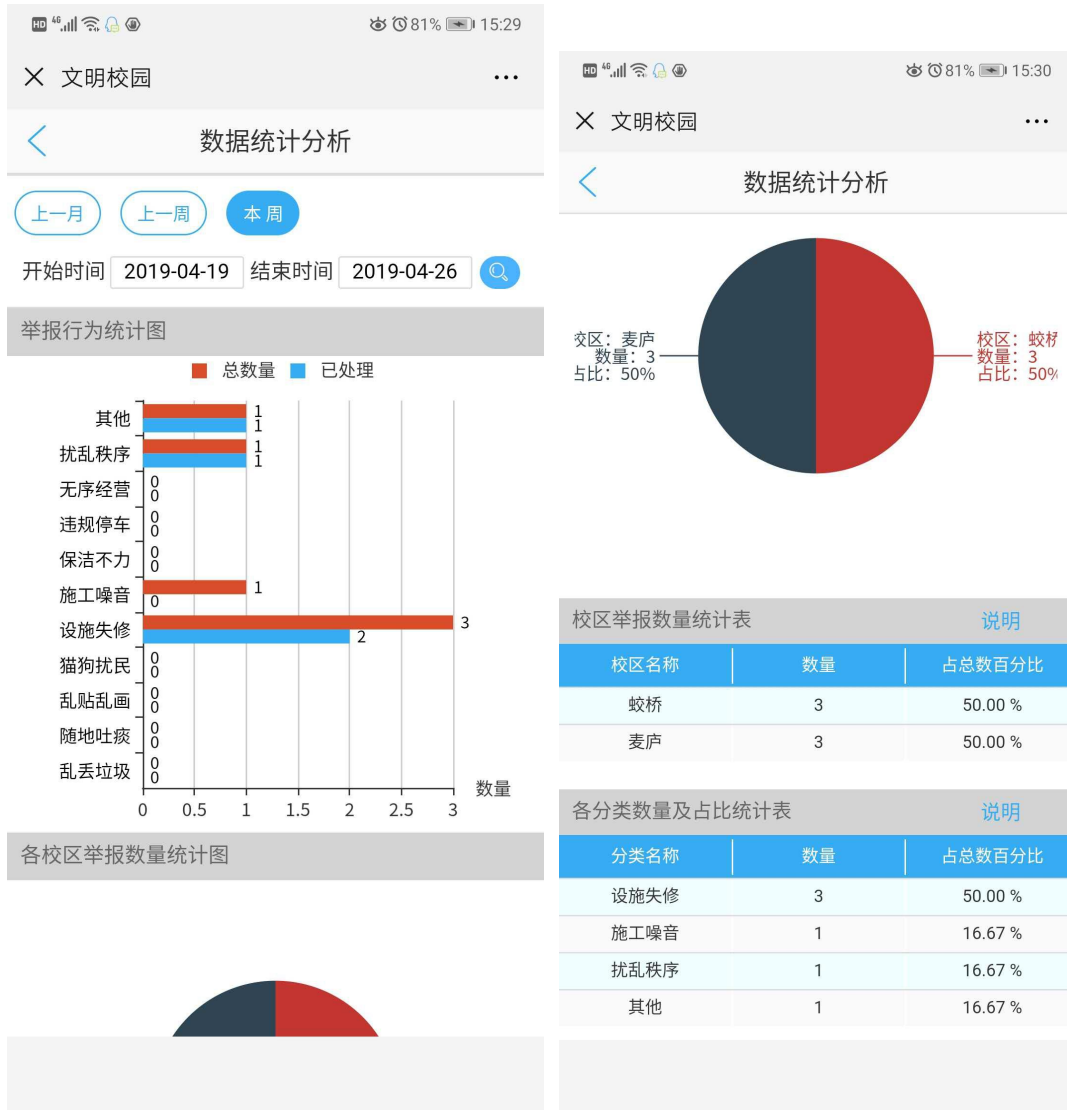 HD 4G 81% 15:29
文明校园
数据统计分析
上一月 上一周 本周
开始时间 2019-04-19 结束时间 2019-04-26
举报行为统计图
总数量 已处理
其他 1
1
扰乱秩序 1
1
无序经营 0
0
违规停车 0
0
保洁不力 0
0
施工噪音 1
0
设施失修 3
2
猫狗扰民 0
0
乱贴乱画 0
0
随地吐痰 0
0
乱丢垃圾 0
0
数量
0 0.5 1 1.5 2 2.5 3
各校区举报数量统计图
HD 4G 81% 15:30
文明校园
数据统计分析
校区：麦庐
数量：3
占比：50%
校区：蛟桥
数量：3
占比：50%
校区举报数量统计表 说明
校区名称 数量 占总数百分比
蛟桥 3 50.00 %
麦庐 3 50.00 %
各分类数量及占比统计表 说明
分类名称 数量 占总数百分比
设施失修 3 50.00 %
施工噪音 1 16.67 %
扰乱秩序 1 16.67 %
其他 1 16.67 %